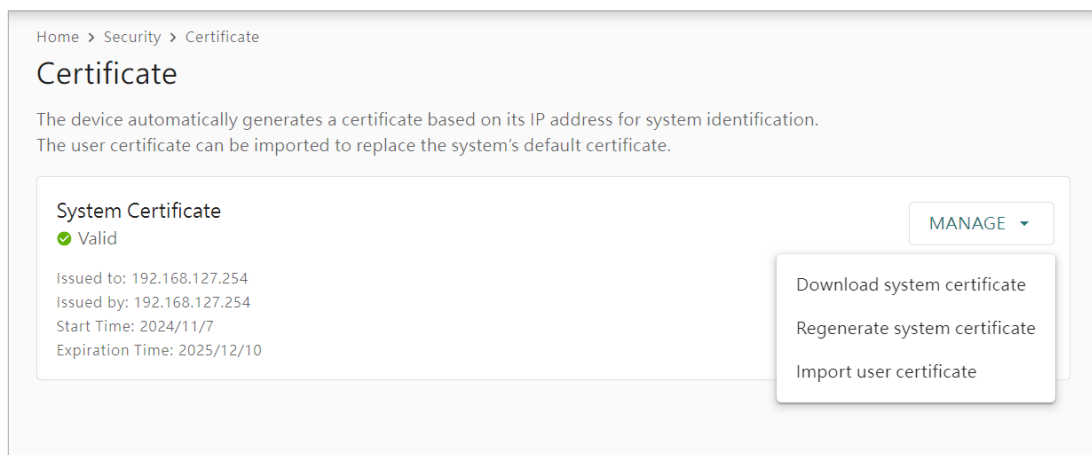 Home > Security > Certificate
Certificate
The device automatically generates a certificate based on its IP address for system identification.
The user certificate can be imported to replace the system's default certificate.
System Certificate
Valid
MANAGE
Issued to: 192.168.127.254
Issued by: 192.168.127.254
Start Time: 2024/11/7
Expiration Time: 2025/12/10
Download system certificate
Regenerate system certificate
Import user certificate